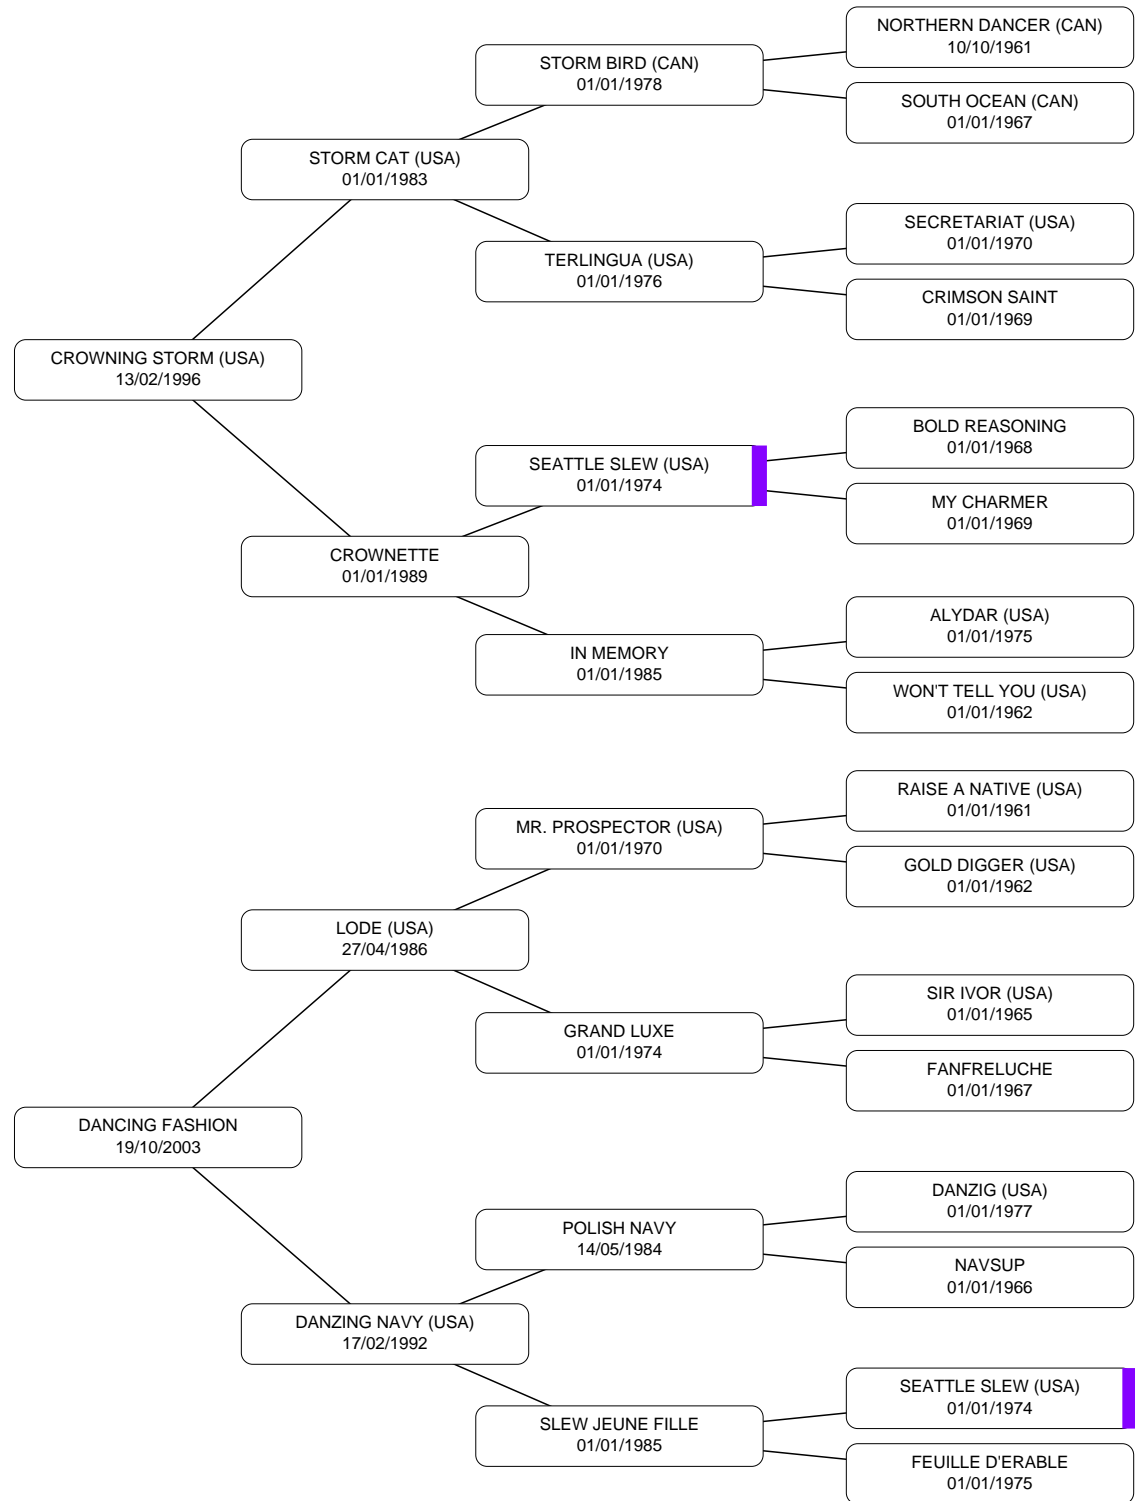 NORTHERN DANCER (CAN)
10/10/1961
STORM BIRD (CAN)
01/01/1978
SOUTH OCEAN (CAN)
01/01/1967
STORM CAT (USA)
01/01/1983
SECRETARIAT (USA)
01/01/1970
TERLINGUA (USA)
01/01/1976
CRIMSON SAINT
01/01/1969
CROWNING STORM (USA)
13/02/1996
BOLD REASONING
01/01/1968
SEATTLE SLEW (USA)
01/01/1974
MY CHARMER
01/01/1969
CROWNETTE
01/01/1989
ALYDAR (USA)
01/01/1975
IN MEMORY
01/01/1985
WON'T TELL YOU (USA)
01/01/1962
RAISE A NATIVE (USA)
01/01/1961
MR. PROSPECTOR (USA)
01/01/1970
GOLD DIGGER (USA)
01/01/1962
LODE (USA)
27/04/1986
SIR IVOR (USA)
01/01/1965
GRAND LUXE
01/01/1974
FANFRELUCHE
01/01/1967
DANCING FASHION
19/10/2003
DANZIG (USA)
01/01/1977
POLISH NAVY
14/05/1984
NAVSUP
01/01/1966
DANZING NAVY (USA)
17/02/1992
SEATTLE SLEW (USA)
01/01/1974
SLEW JEUNE FILLE
01/01/1985
FEUILLE D'ERABLE
01/01/1975